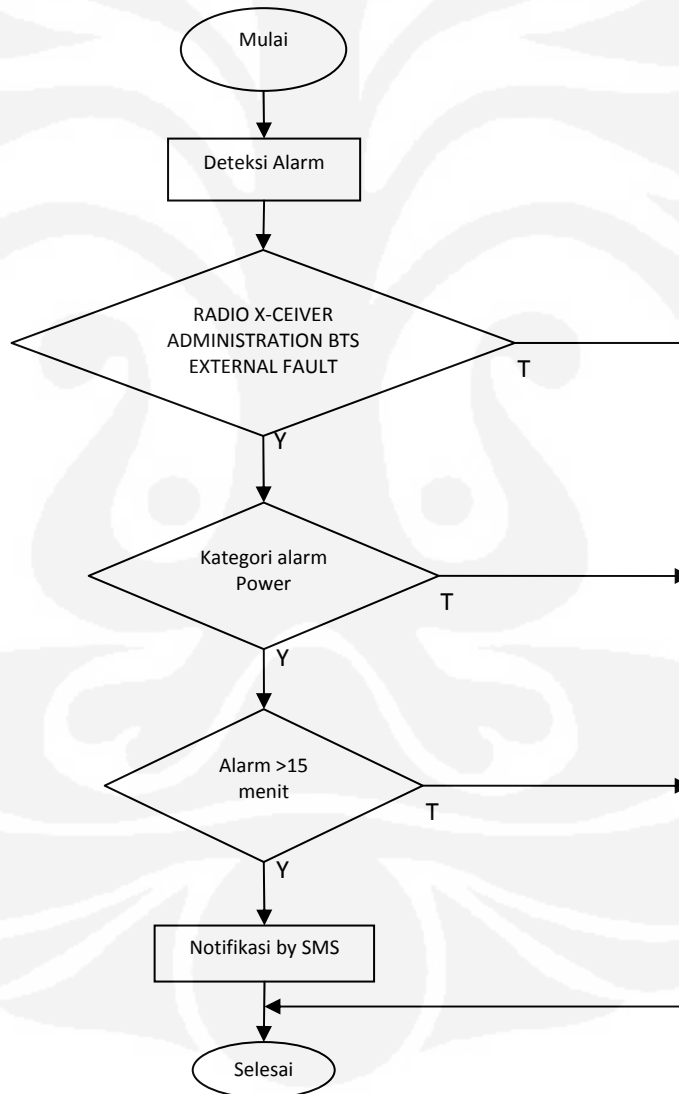 Mulai
Deteksi Alarm
RADIO X-CEIVER
ADMINISTRATION BTS
EXTERNAL FAULT
T
Y
Kategori alarm
Power
T
Y
Alarm >15
menit
T
Y
Notifikasi by SMS
Selesai